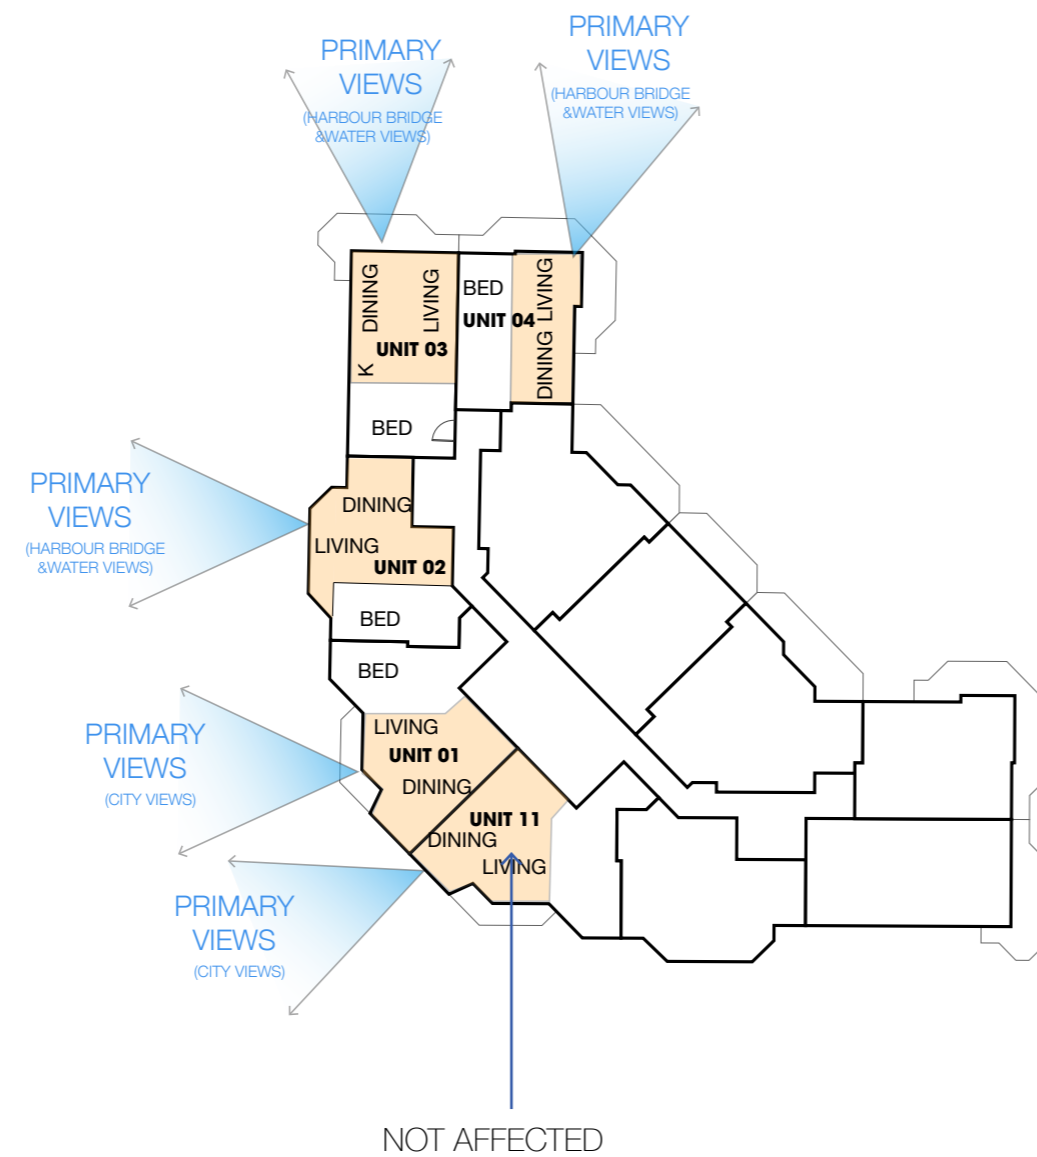 PRIMARY
VIEWS
(HARBOUR BRIDGE
&WATER VIEWS)
PRIMARY
VIEWS
(HARBOUR BRIDGE
&WATER VIEWS)
DINING
LIVING
K
UNIT 03
BED
BED
UNIT 04
LIVING
DINING
PRIMARY
VIEWS
(HARBOUR BRIDGE
&WATER VIEWS)
DINING
LIVING
UNIT 02
BED
BED
PRIMARY
VIEWS
(CITY VIEWS)
LIVING
UNIT 01
DINING
UNIT 11
DINING
LIVING
PRIMARY
VIEWS
(CITY VIEWS)
NOT AFFECTED